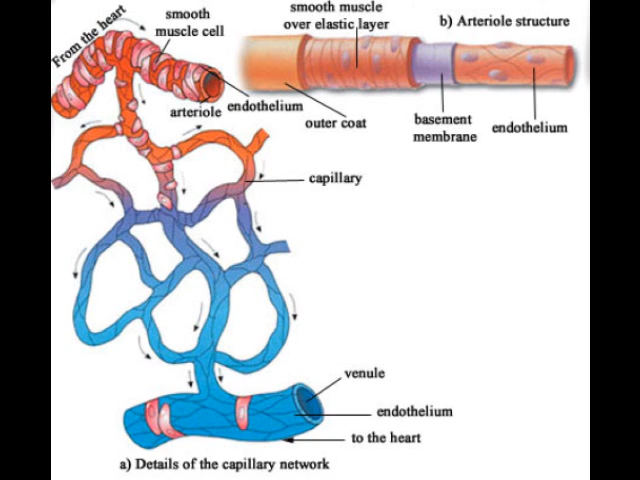 From the heart
smooth
muscle cell
arteriole
endothelium
smooth muscle
over elastic layer
b) Arteriole structure
outer coat
basement
membrane
endothelium
capillary
venule
endothelium
to the heart
a) Details of the capillary network